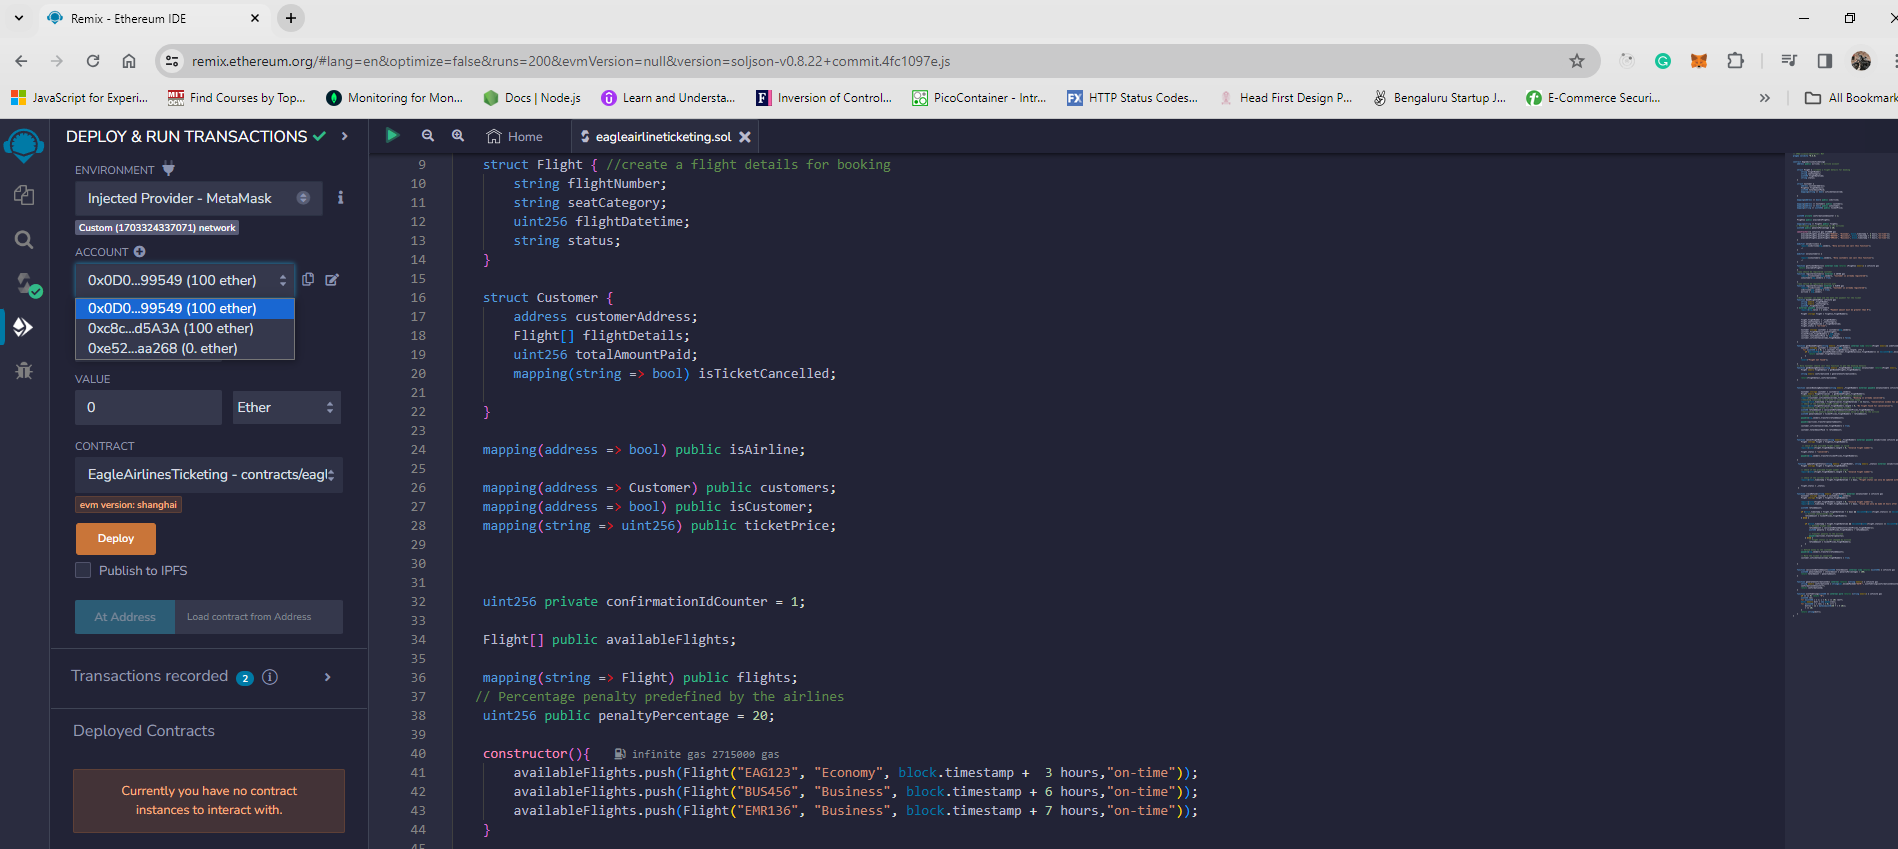 Remix - Ethereum IDE
remix.ethereum.org/#lang=en&optimize=false&runs=200&evmVersion=null&version=soljson-v0.8.22+commit.4fc1097e.js
JavaScript for Experi... Find Courses by Top... Monitoring for Mon... Docs | Node.js Learn and Understa... Inversion of Control... PicoContainer - Intr... HTTP Status Codes... Head First Design P... Bengaluru Startup J... E-Commerce Securi... » All Bookmark
DEPLOY & RUN TRANSACTIONS
ENVIRONMENT
Injected Provider - MetaMask
Custom (1703324337071) network
ACCOUNT
0x0D0...99549 (100 ether)
0x0D0...99549 (100 ether)
0xc8c...d5A3A (100 ether)
0xe52...aa268 (0. ether)
VALUE
0 Ether
CONTRACT
EagleAirlinesTicketing - contracts/eagl
evm version: shanghai
Deploy
Publish to IPFS
At Address Load contract from Address
Transactions recorded 2 i
Deployed Contracts
Currently you have no contract
instances to interact with.
Home eagleairlineticketing.sol
9 struct Flight { //create a flight details for booking
10 string flightNumber;
11 string seatCategory;
12 uint256 flightDatetime;
13 string status;
14 }
15
16 struct Customer {
17 address customerAddress;
18 Flight[] flightDetails;
19 uint256 totalAmountPaid;
20 mapping(string => bool) isTicketCancelled;
21
22 }
23
24 mapping(address => bool) public isAirline;
25
26 mapping(address => Customer) public customers;
27 mapping(address => bool) public isCustomer;
28 mapping(string => uint256) public ticketPrice;
29
30
31
32 uint256 private confirmationIdCounter = 1;
33
34 Flight[] public availableFlights;
35
36 mapping(string => Flight) public flights;
37 // Percentage penalty predefined by the airlines
38 uint256 public penaltyPercentage = 20;
39
40 constructor(){ infinite gas 2715000 gas
41 availableFlights.push(Flight("EAG123", "Economy", block.timestamp + 3 hours,"on-time"));
42 availableFlights.push(Flight("BUS456", "Business", block.timestamp + 6 hours,"on-time"));
43 availableFlights.push(Flight("EMR136", "Business", block.timestamp + 7 hours,"on-time"));
44 }
45